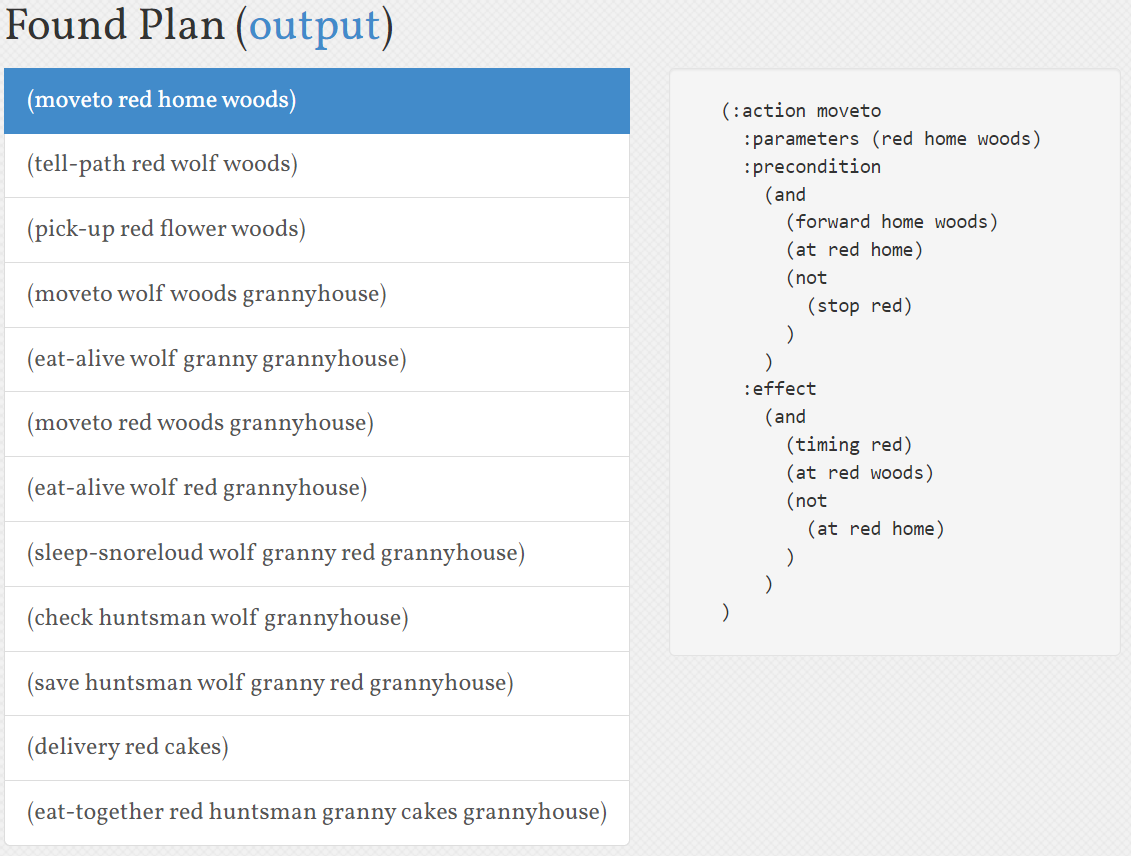 Found Plan (output)
(moveto red home woods)
(tell-path red wolf woods)
(pick-up red flower woods)
(moveto wolf woods grannyhouse)
(eat-alive wolf granny grannyhouse)
(moveto red woods grannyhouse)
(eat-alive wolf red grannyhouse)
(sleep-snoreloud wolf granny red grannyhouse)
(check huntsman wolf grannyhouse)
(save huntsman wolf granny red grannyhouse)
(delivery red cakes)
(eat-together red huntsman granny cakes grannyhouse)
(:action moveto
  :parameters (red home woods)
  :precondition
    (and
      (forward home woods)
      (at red home)
      (not
        (stop red)
      )
    )
  :effect
    (and
      (timing red)
      (at red woods)
      (not
        (at red home)
      )
    )
)